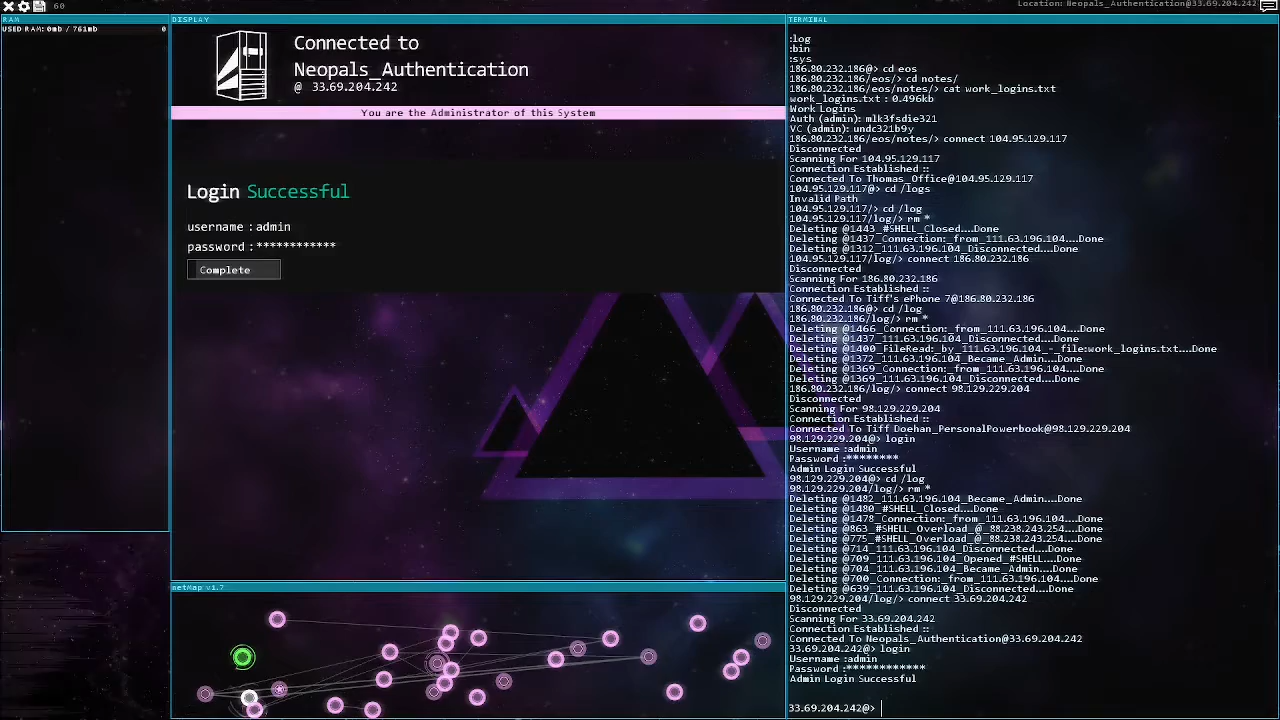 60
Location: Neopals_Authentication@33.69.204.242
RAM
USED RAM: 0mb / 761mb 0
DISPLAY
Connected to
Neopals_Authentication
@ 33.69.204.242
You are the Administrator of this System
Login Successful
username : admin
password : ************
Complete
netMap v1.7
TERMINAL
:log
:bin
:sys
186.80.232.186@> cd eos
186.80.232.186/eos/> cd notes/
186.80.232.186/eos/notes/> cat work_logins.txt
work_logins.txt : 0.496kb
Work Logins
Auth (admin): mlk3fsdie321
VC (admin): undc321b9y
186.80.232.186/eos/notes/> connect 104.95.129.117
Disconnected
Scanning For 104.95.129.117
Connection Established ::
Connected To Thomas_Office@104.95.129.117
104.95.129.117@> cd /logs
Invalid Path
104.95.129.117/> cd /log
104.95.129.117/log/> rm *
Deleting @1443_#SHELL_Closed....Done
Deleting @1437_Connection:_from_111.63.196.104....Done
Deleting @1312_111.63.196.104_Disconnected....Done
104.95.129.117/log/> connect 186.80.232.186
Disconnected
Scanning For 186.80.232.186
Connection Established ::
Connected To Tiff's ePhone 7@186.80.232.186
186.80.232.186@> cd /log
186.80.232.186/log/> rm *
Deleting @1466_Connection:_from_111.63.196.104....Done
Deleting @1437_111.63.196.104_Disconnected....Done
Deleting @1400_FileRead:_by_111.63.196.104_-_file:work_logins.txt....Done
Deleting @1372_111.63.196.104_Became_Admin....Done
Deleting @1369_Connection:_from_111.63.196.104....Done
Deleting @1369_111.63.196.104_Disconnected....Done
186.80.232.186/log/> connect 98.129.229.204
Disconnected
Scanning For 98.129.229.204
Connection Established ::
Connected To Tiff Doehan_PersonalPowerbook@98.129.229.204
98.129.229.204@> login
Username :admin
Password :********
Admin Login Successful
98.129.229.204@> cd /log
98.129.229.204/log/> rm *
Deleting @1482_111.63.196.104_Became_Admin....Done
Deleting @1480_#SHELL_Closed....Done
Deleting @1478_Connection:_from_111.63.196.104....Done
Deleting @863_#SHELL_Overload_@_88.238.243.254....Done
Deleting @775_#SHELL_Overload_@_88.238.243.254....Done
Deleting @714_111.63.196.104_Disconnected....Done
Deleting @709_111.63.196.104_Opened_#SHELL....Done
Deleting @704_111.63.196.104_Became_Admin....Done
Deleting @700_Connection:_from_111.63.196.104....Done
Deleting @639_111.63.196.104_Disconnected....Done
98.129.229.204/log/> connect 33.69.204.242
Disconnected
Scanning For 33.69.204.242
Connection Established ::
Connected To Neopals_Authentication@33.69.204.242
33.69.204.242@> login
Username :admin
Password :************
Admin Login Successful
33.69.204.242@>